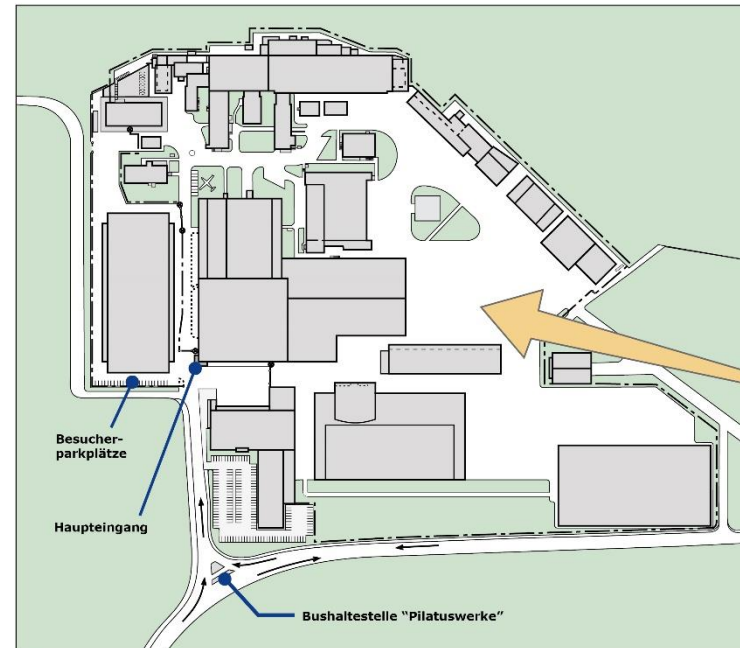 Besucher-
parkplätze
Haupteingang
Bushaltestelle "Pilatuswerke"